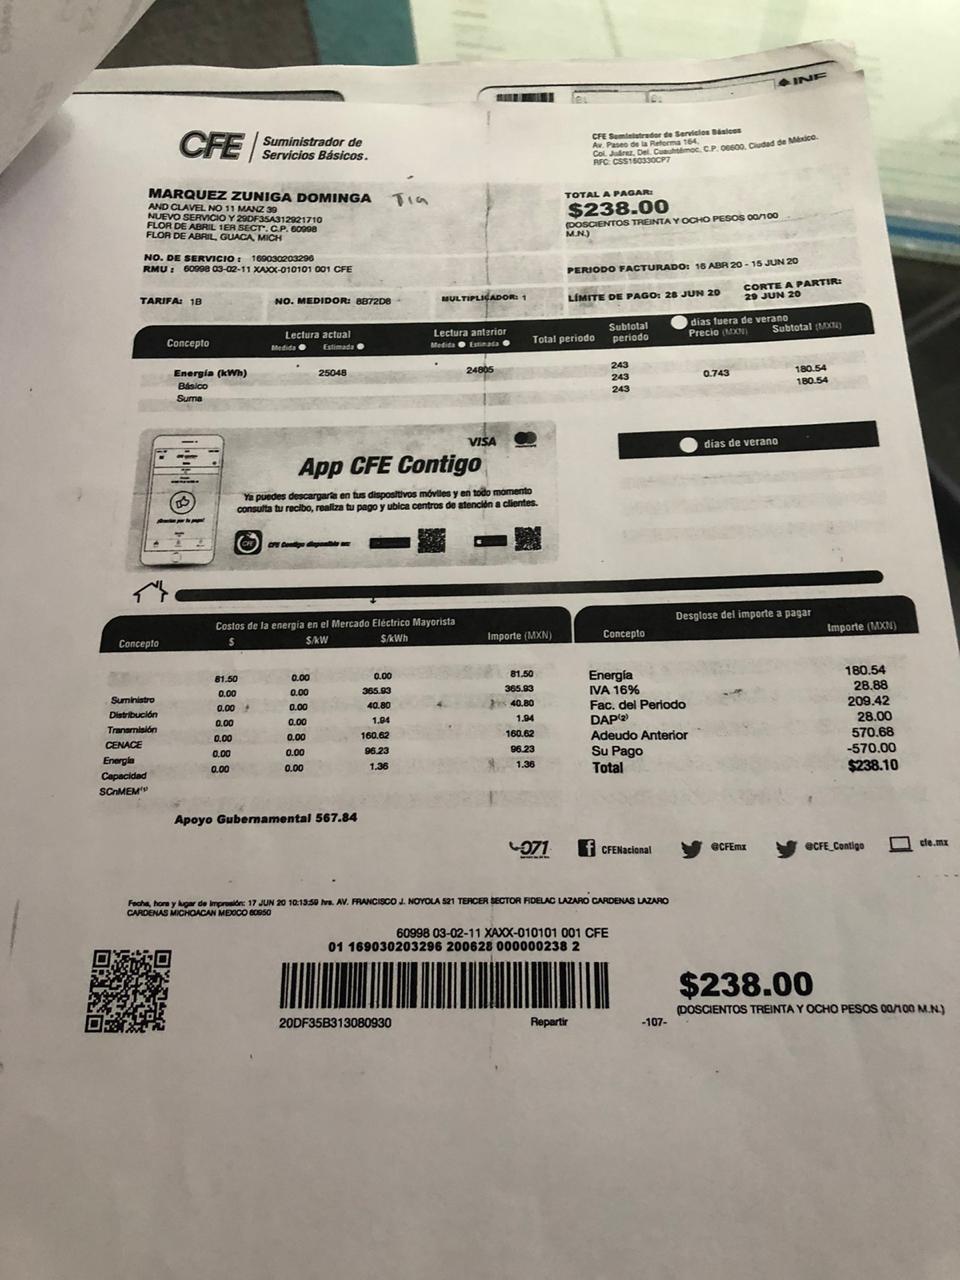 INE
CFE Suministrador de
Servicios Básicos.
CFE Suministrador de Servicios Básicos
Av. Paseo de la Reforma 164,
Col. Juárez, Del. Cuauhtémoc, C.P. 06600, Ciudad de México.
RFC: CSS160330CP7
MARQUEZ ZUNIGA DOMINGA Tia
AND CLAVEL NO 11 MANZ 39
NUEVO SERVICIO Y 29DF35A312921710
FLOR DE ABRIL 1ER SECT*. C.P. 60998
FLOR DE ABRIL, GUACA, MICH
TOTAL A PAGAR:
$238.00
(DOSCIENTOS TREINTA Y OCHO PESOS 00/100
M.N.)
NO. DE SERVICIO : 169030203296
RMU : 60998 03-02-11 XAXX-010101 001 CFE
PERIODO FACTURADO: 16 ABR 20 - 15 JUN 20
TARIFA: 1B NO. MEDIDOR: 8B72D8 MULTIPLICADOR: 1 LÍMITE DE PAGO: 28 JUN 20 CORTE A PARTIR:
29 JUN 20
días fuera de verano
Concepto Lectura actual Lectura anterior Total periodo Subtotal periodo Precio (MXN) Subtotal (MXN)
Medida Estimada Medida Estimada
Energía (kWh) 25048 24805 243 180.54
Básico 243 0.743 180.54
Suma 243
días de verano
VISA
App CFE Contigo
Ya puedes descargarla en tus dispositivos móviles y en todo momento
consulta tu recibo, realiza tu pago y ubica centros de atención a clientes.
CFE Contigo disponible en:
Costos de la energía en el Mercado Eléctrico Mayorista
Concepto $ $/kW $/kWh Importe (MXN)
81.50 0.00 0.00 81.50
Suministro 0.00 0.00 365.93 365.93
Distribución 0.00 0.00 40.80 40.80
Transmisión 0.00 0.00 1.94 1.94
CENACE 0.00 0.00 160.62 160.62
Energía 0.00 0.00 96.23 96.23
Capacidad 0.00 0.00 1.36 1.36
SCnMEM(1)
Apoyo Gubernamental 567.84
Desglose del importe a pagar
Concepto Importe (MXN)
Energía 180.54
IVA 16% 28.88
Fac. del Periodo 209.42
DAP(2) 28.00
Adeudo Anterior 570.68
Su Pago -570.00
Total $238.10
071 CFENacional @CFEmx @CFE_Contigo cfe.mx
Fecha, hora y lugar de impresión: 17 JUN 20 10:13:59 hrs. AV. FRANCISCO J. NOYOLA 521 TERCER SECTOR FIDELAC LAZARO CARDENAS LAZARO
CARDENAS MICHOACAN MEXICO 60950
60998 03-02-11 XAXX-010101 001 CFE
01 169030203296 200628 000000238 2
20DF35B313080930 Repartir -107-
$238.00
(DOSCIENTOS TREINTA Y OCHO PESOS 00/100 M.N.)